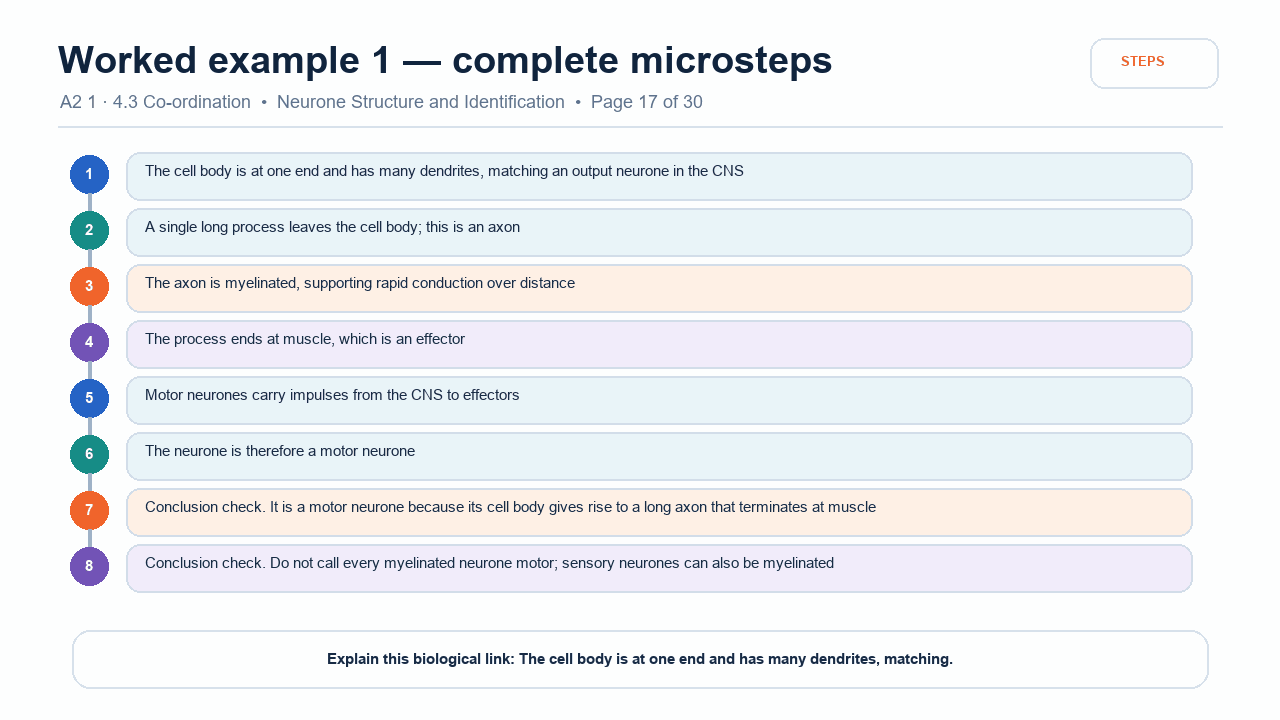 Worked example 1 — complete microsteps
STEPS
A2 1 · 4.3 Co-ordination • Neurone Structure and Identification • Page 17 of 30
1 The cell body is at one end and has many dendrites, matching an output neurone in the CNS
2 A single long process leaves the cell body; this is an axon
3 The axon is myelinated, supporting rapid conduction over distance
4 The process ends at muscle, which is an effector
5 Motor neurones carry impulses from the CNS to effectors
6 The neurone is therefore a motor neurone
7 Conclusion check. It is a motor neurone because its cell body gives rise to a long axon that terminates at muscle
8 Conclusion check. Do not call every myelinated neurone motor; sensory neurones can also be myelinated
Explain this biological link: The cell body is at one end and has many dendrites, matching.